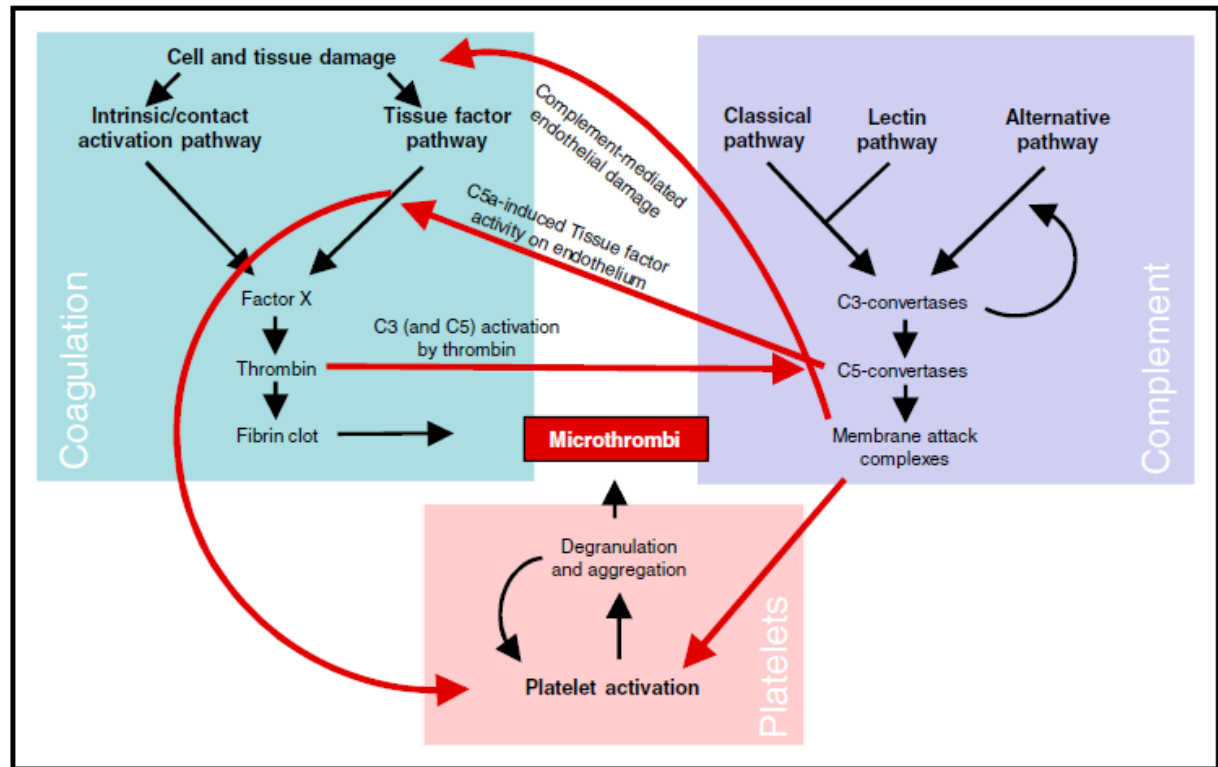 Cell and tissue damage
Intrinsic/contact
activation pathway
Tissue factor
pathway
Factor X
Thrombin
Fibrin clot
Coagulation
Complement-mediated
endothelial damage
C5a-induced Tissue factor
activity on endothelium
C3 (and C5) activation
by thrombin
Microthrombi
Classical
pathway
Lectin
pathway
Alternative
pathway
C3-convertases
C5-convertases
Membrane attack
complexes
Complement
Degranulation
and aggregation
Platelet activation
Platelets